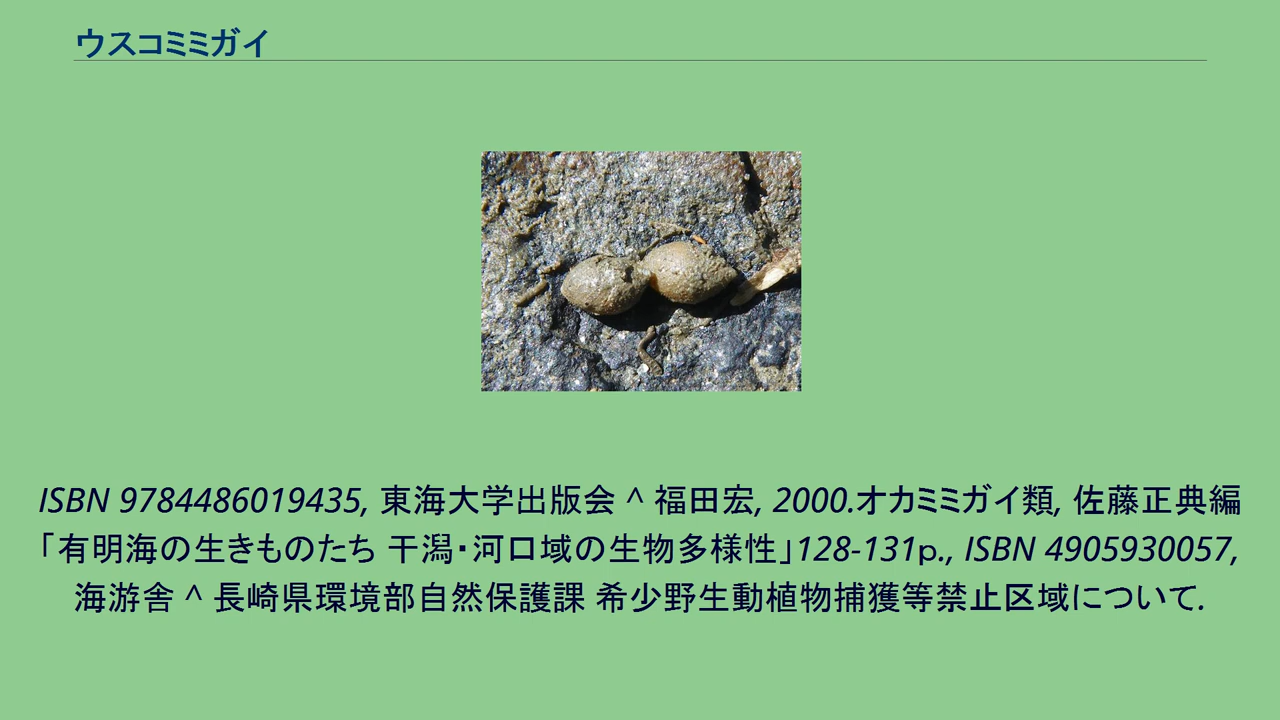 ウスコミミガイ
ISBN 9784486019435, 東海大学出版会 ^ 福田宏, 2000.オカミミガイ類, 佐藤正典編
「有明海の生きものたち 干潟・河口域の生物多様性」128-131p., ISBN 4905930057,
海游舎 ^ 長崎県環境部自然保護課 希少野生動植物捕獲等禁止区域について.